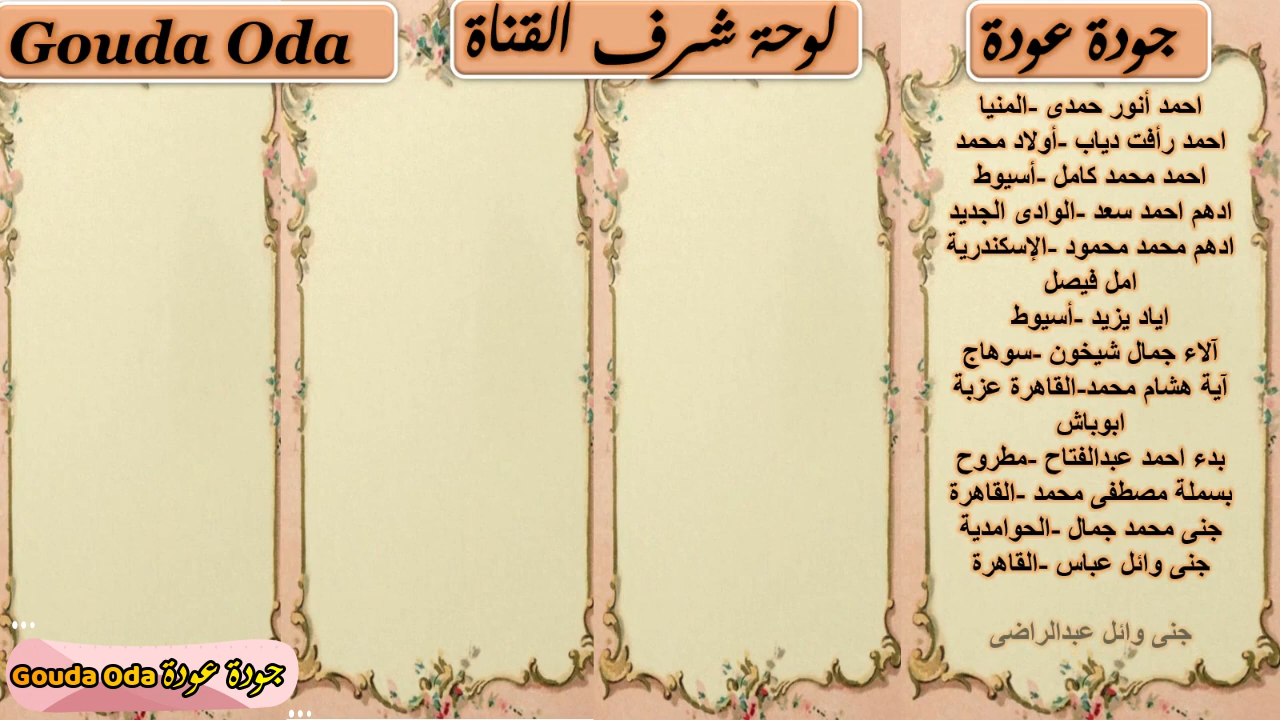 جودة عودة
لوحة شرف القناة
Gouda Oda
احمد أنور حمدى -المنيا
احمد رأفت دياب -أولاد محمد
احمد محمد كامل -أسيوط
ادهم احمد سعد -الوادى الجديد
ادهم محمد محمود -الإسكندرية
امل فيصل
اياد يزيد -أسيوط
آلاء جمال شيخون -سوهاج
آية هشام محمد-القاهرة عزبة
ابوباش
بدء احمد عبدالفتاح -مطروح
بسملة مصطفى محمد -القاهرة
جنى محمد جمال -الحوامدية
جنى وائل عباس -القاهرة
جنى وائل عبدالراضى
جودة عودة Gouda Oda